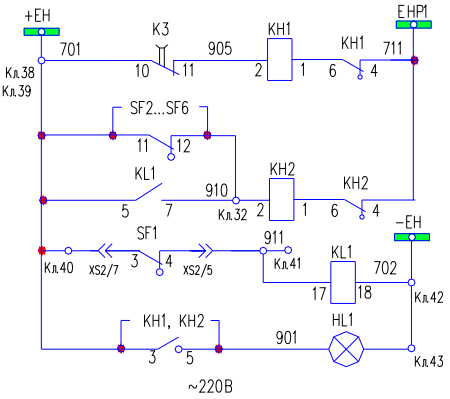 +EH
EHP1
701
K3
905
KH1
KH1
711
10
11
2
1
6
4
Кл.38
Кл.39
SF2...SF6
11
12
KL1
910
KH2
KH2
5
7
Кл.32
2
1
6
4
-EH
SF1
911
KL1
702
Кл.40
XS2/7
3
4
XS2/5
Кл.41
17
18
Кл.42
KH1, KH2
901
HL1
3
5
Кл.43
~220В